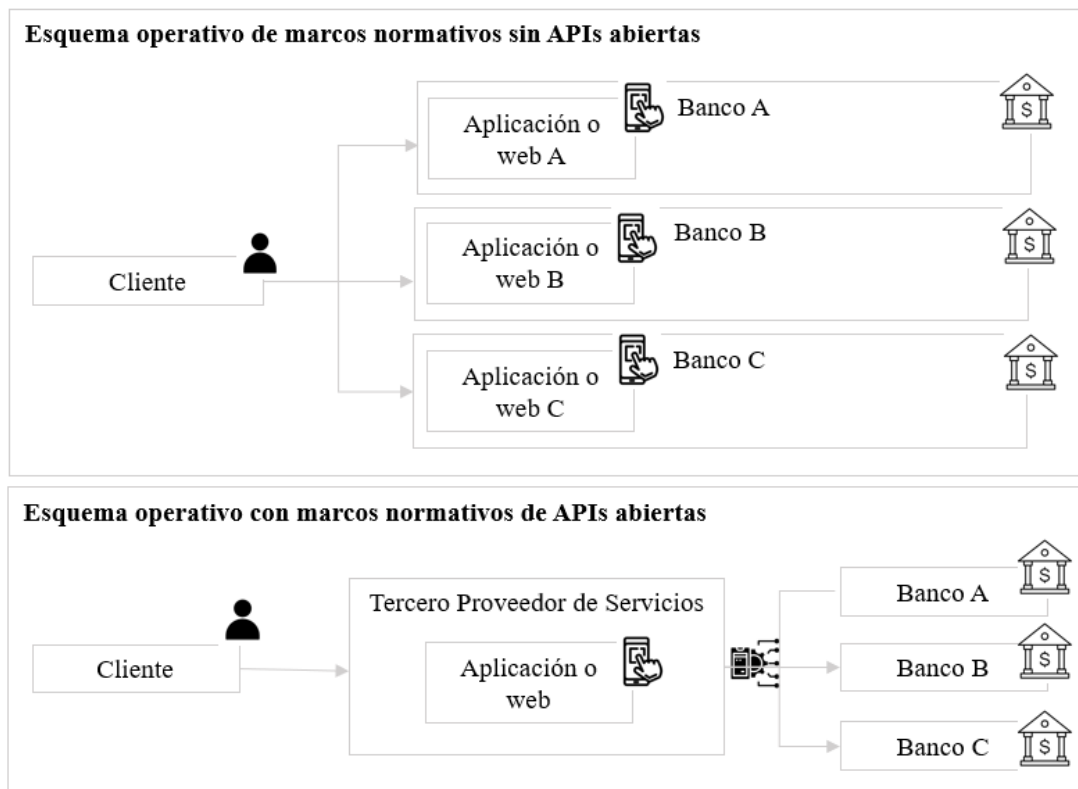 Esquema operativo de marcos normativos sin APIs abiertas
Aplicación o
web A
Banco A
$
Aplicación o
web B
Banco B
$
Cliente
Aplicación o
web C
Banco C
$
Esquema operativo con marcos normativos de APIs abiertas
Cliente
Tercero Proveedor de Servicios
Aplicación o
web
Banco A
$
Banco B
$
Banco C
$